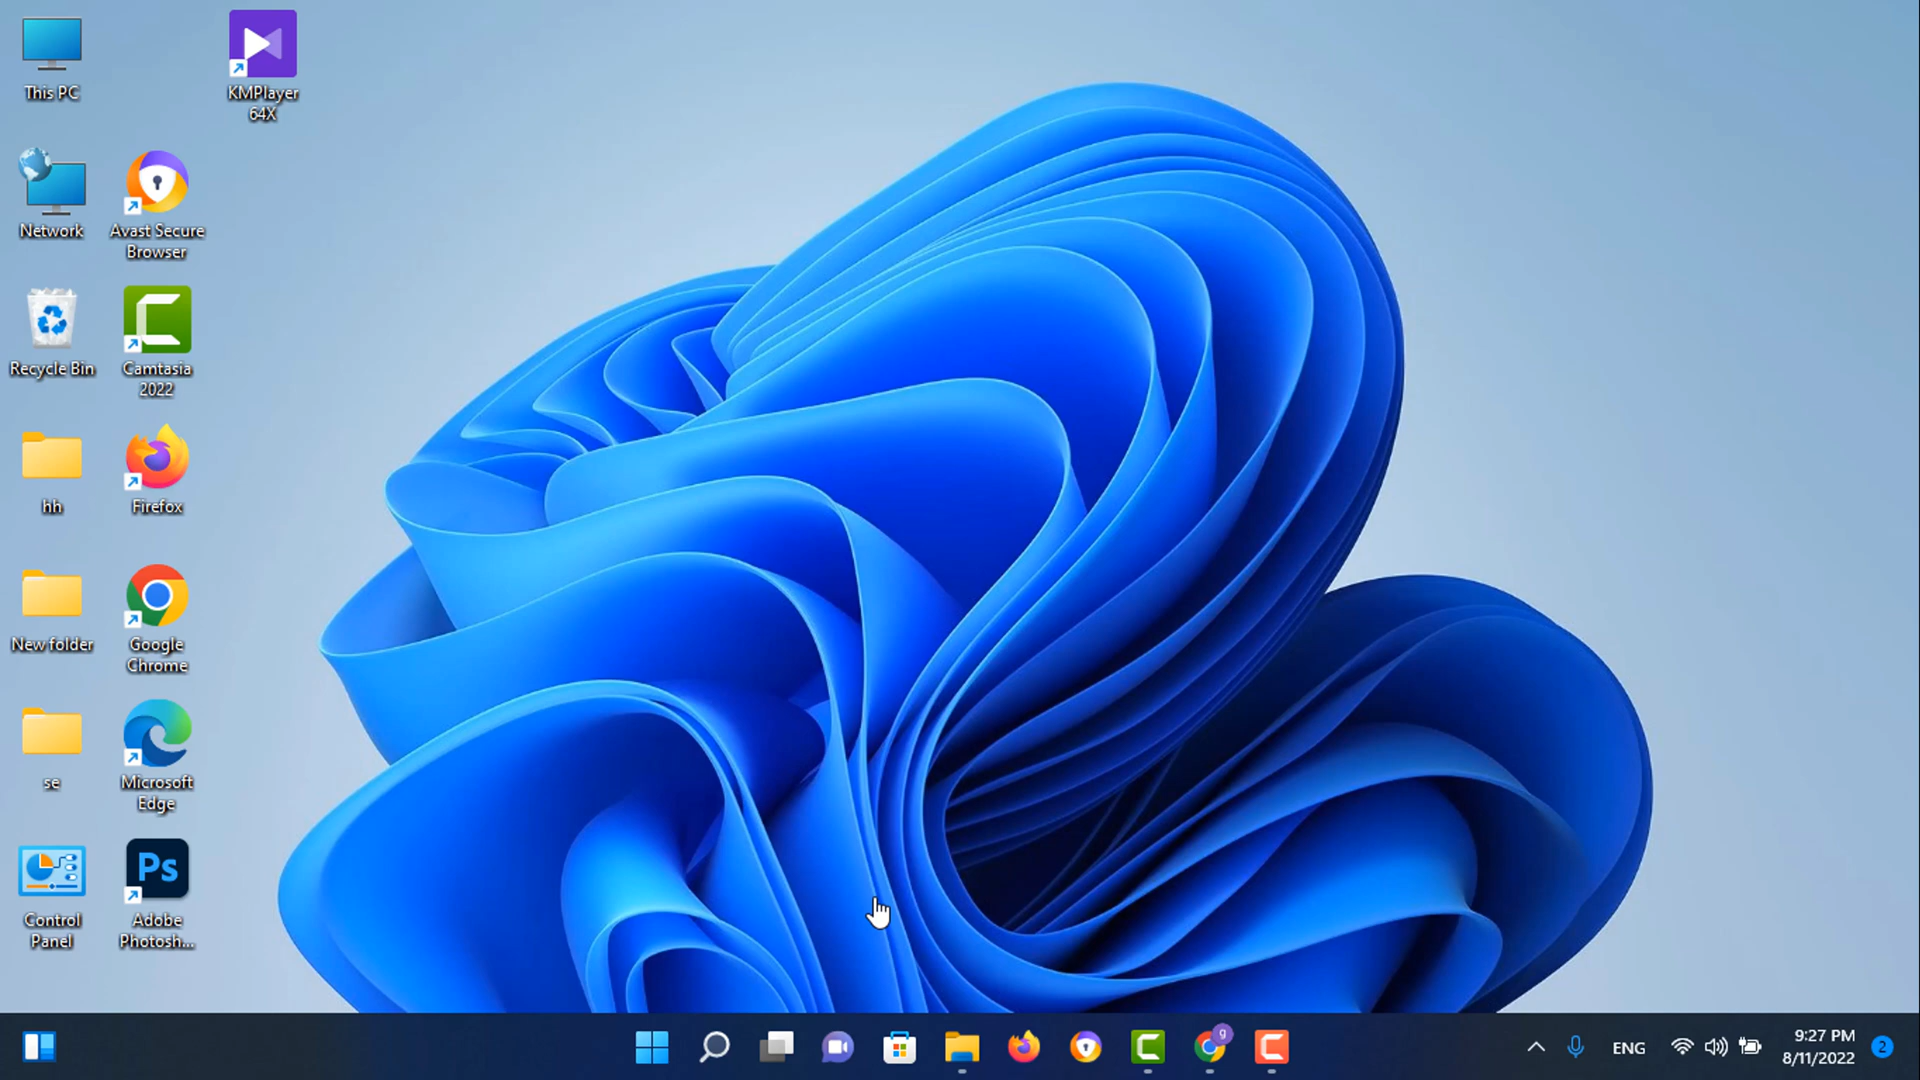 This PC
KMPlayer
64X
Network
Avast Secure
Browser
Recycle Bin
Camtasia
2022
hh
Firefox
New folder
Google
Chrome
se
Microsoft
Edge
Control
Panel
Ps
Adobe
Photosh...
g
ENG
9:27 PM
8/11/2022
2